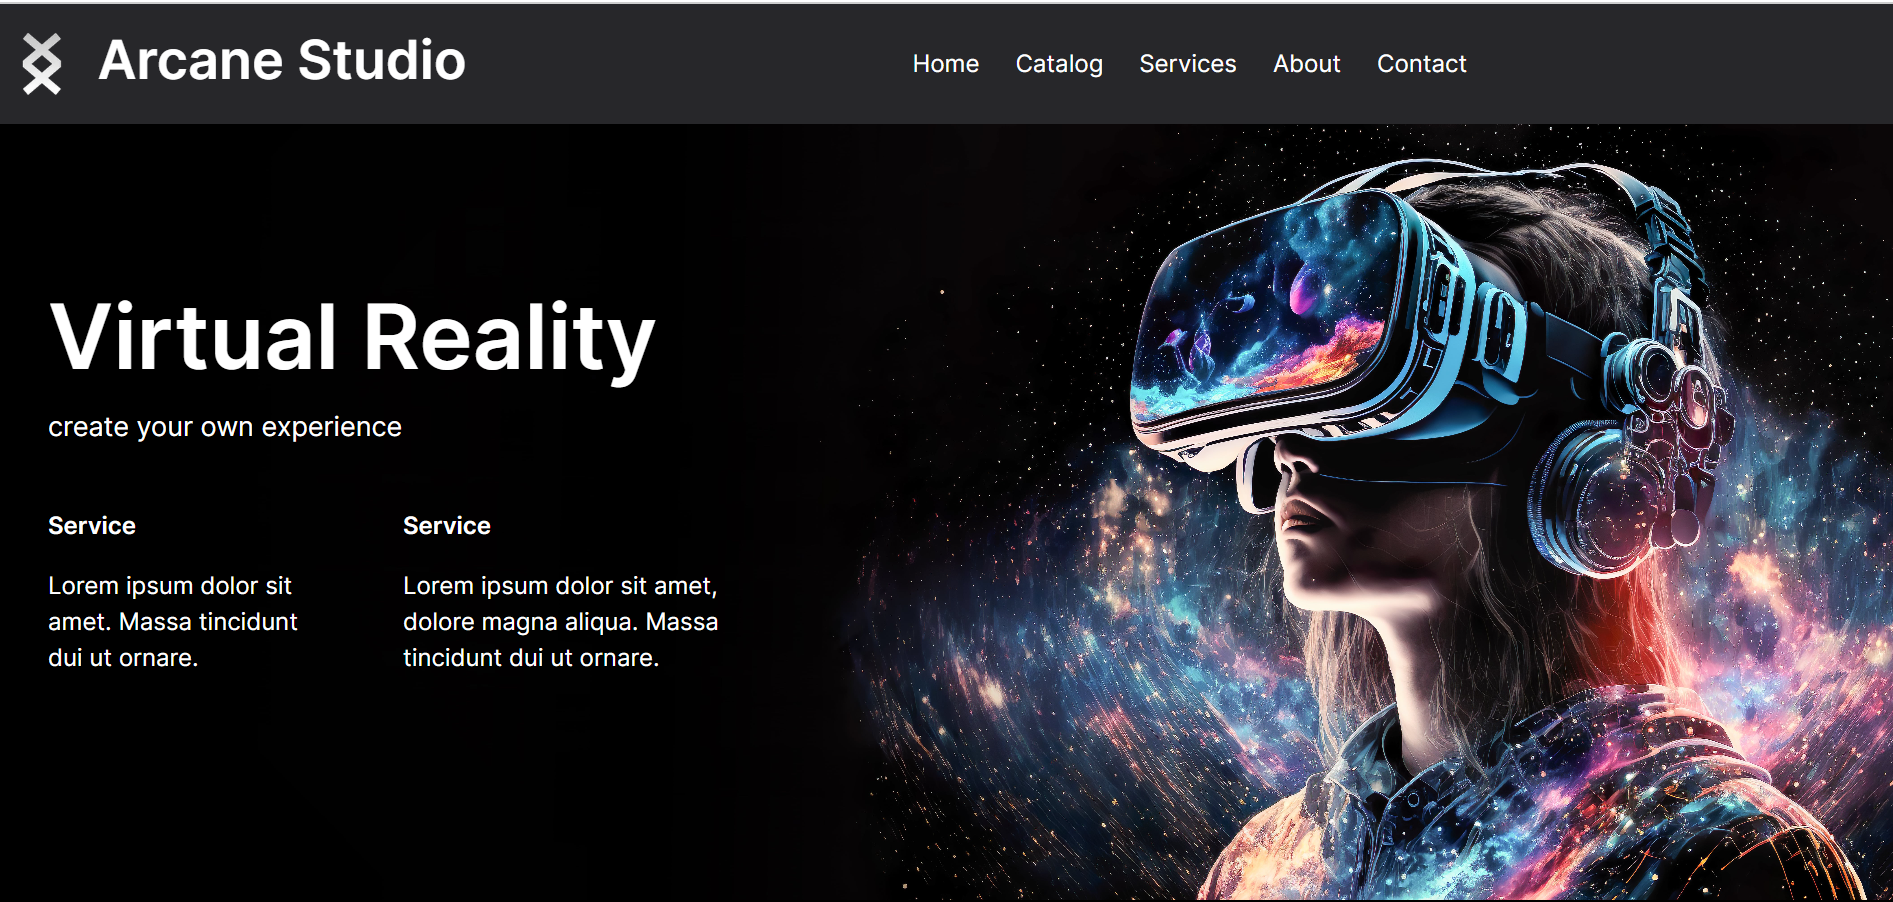 Arcane Studio
Home Catalog Services About Contact
Virtual Reality
create your own experience
Service
Lorem ipsum dolor sit
amet. Massa tincidunt
dui ut ornare.
Service
Lorem ipsum dolor sit amet,
dolore magna aliqua. Massa
tincidunt dui ut ornare.